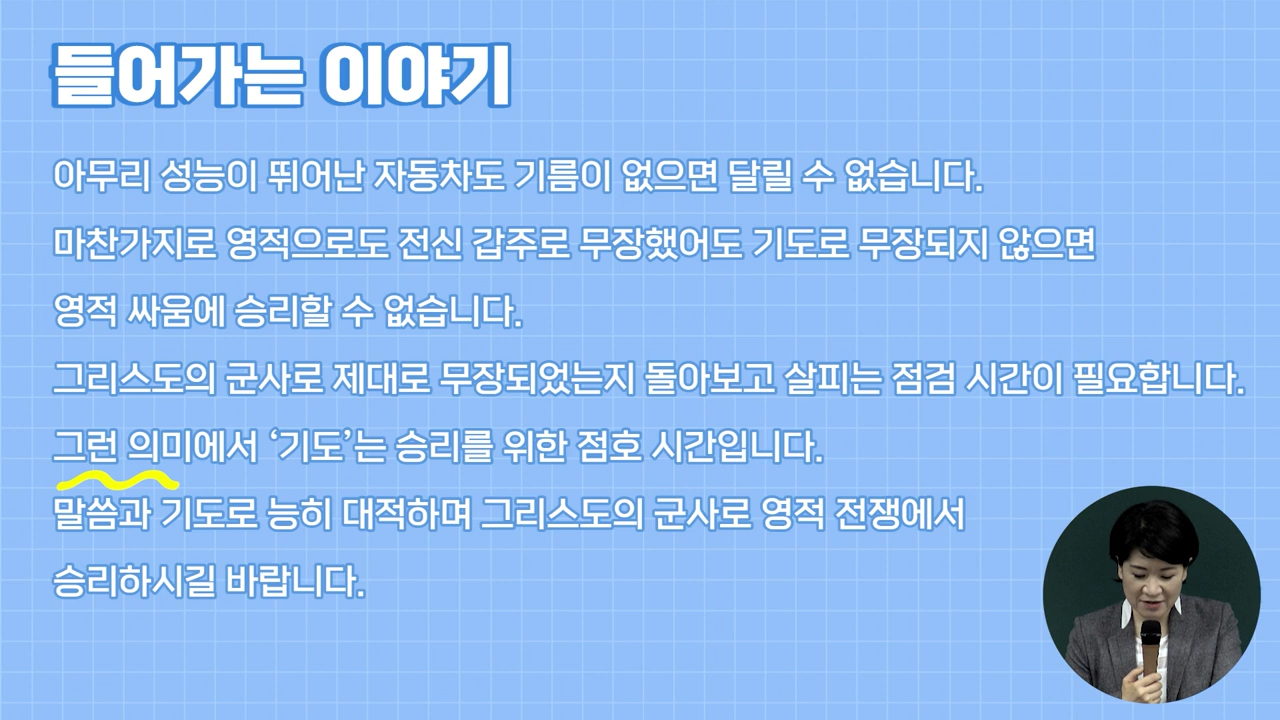 들어가는 이야기
아무리 성능이 뛰어난 자동차도 기름이 없으면 달릴 수 없습니다.
마찬가지로 영적으로도 전신 갑주로 무장했어도 기도로 무장되지 않으면
영적 싸움에 승리할 수 없습니다.
그리스도의 군사로 제대로 무장되었는지 돌아보고 살피는 점검 시간이 필요합니다.
그런 의미에서 ‘기도’는 승리를 위한 점호 시간입니다.
말씀과 기도로 능히 대적하며 그리스도의 군사로 영적 전쟁에서
승리하시길 바랍니다.